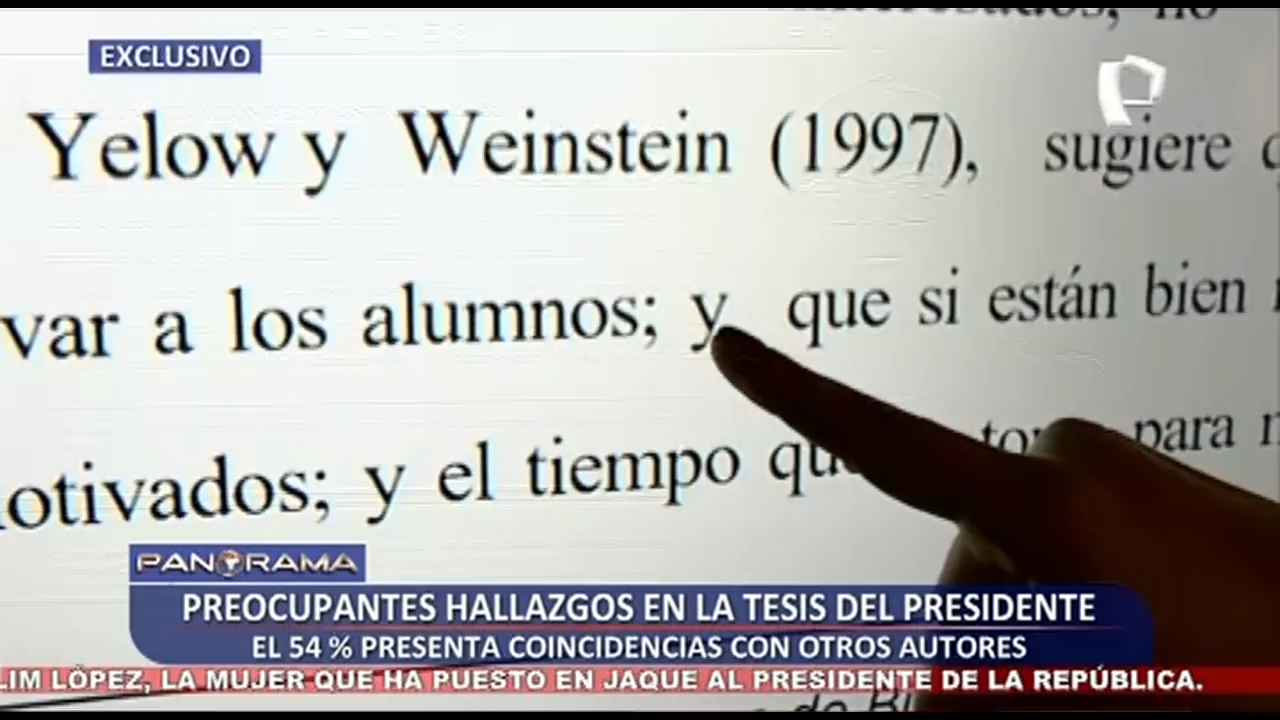 EXCLUSIVO
Yelow y Weinstein (1997), sugiere
var a los alumnos; y que si están bien
otivados; y el tiempo para
PANORAMA
PREOCUPANTES HALLAZGOS EN LA TESIS DEL PRESIDENTE
EL 54 % PRESENTA COINCIDENCIAS CON OTROS AUTORES
LIM LÒPEZ, LA MUJER QUE HA PUESTO EN JAQUE AL PRESIDENTE DE LA REPÚBLICA.